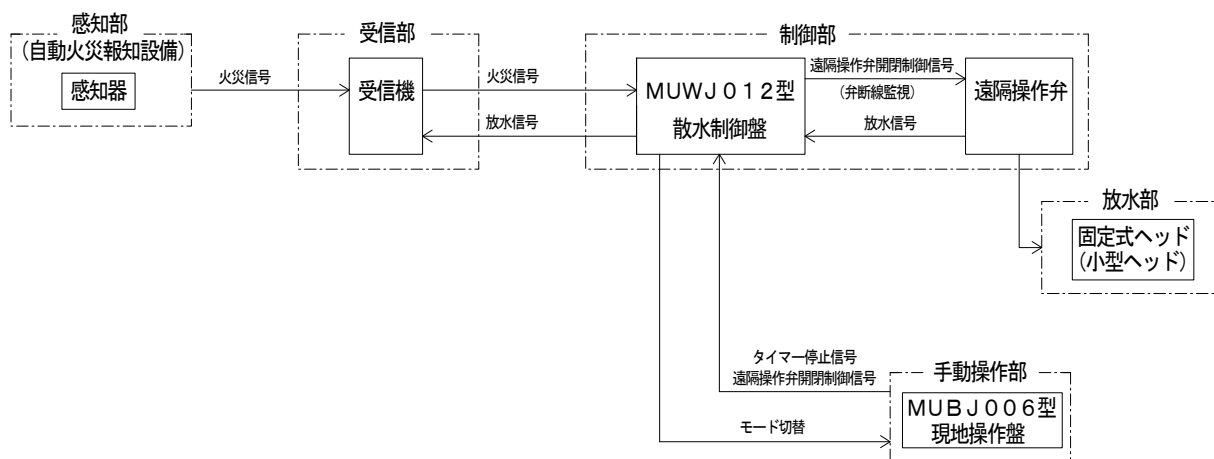 感知部
(自動火災報知設備)
感知器
火災信号
受信部
受信機
火災信号
放水信号
制御部
MUWJ012型
散水制御盤
遠隔操作弁開閉制御信号
(弁断線監視)
放水信号
遠隔操作弁
放水部
固定式ヘッド
(小型ヘッド)
タイマー停止信号
遠隔操作弁開閉制御信号
モード切替
手動操作部
MUBJ006型
現地操作盤